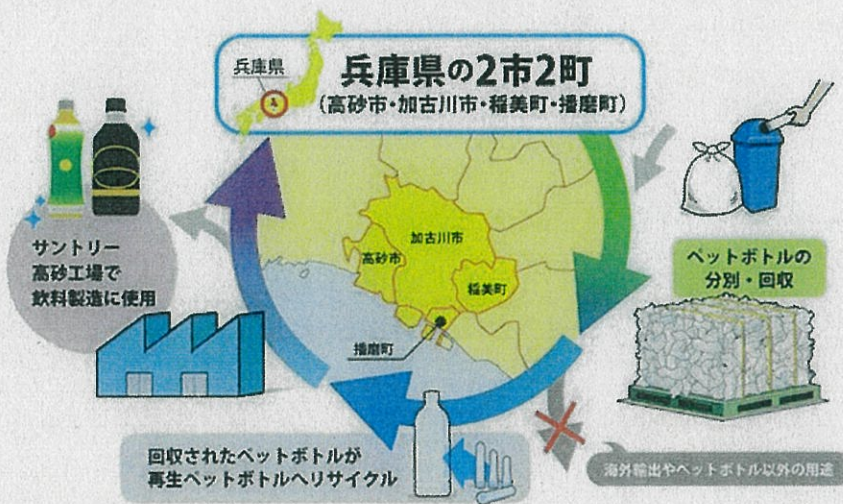 兵庫県
兵庫県の2市2町
(高砂市・加古川市・稲美町・播磨町)
サントリー
高砂工場で
飲料製造に使用
加古川市
高砂市
稲美町
播磨町
ペットボトルの
分別・回収
回収されたペットボトルが
再生ペットボトルへリサイクル
海外輸出やペットボトル以外の用途